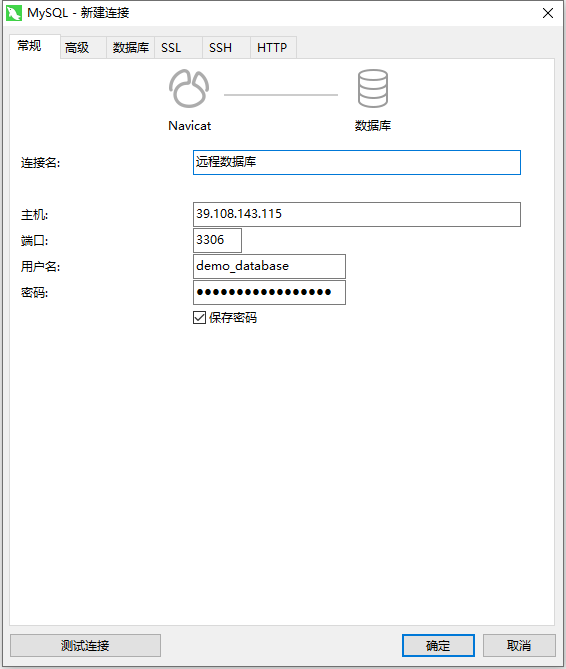 MySQL - 新建连接
常规
高级
数据库
SSL
SSH
HTTP
Navicat
数据库
连接名:
远程数据库
主机:
39.108.143.115
端口:
3306
用户名:
demo_database
密码:
●●●●●●●●●●●●●●●●●
保存密码
测试连接
确定
取消